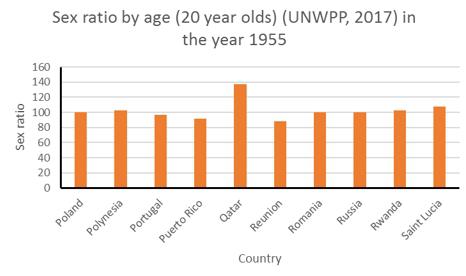 Sex ratio by age (20 year olds) (UNWPP, 2017) in
the year 1955
160
140
120
100
80
60
40
20
0
Sex ratio
Poland
Polynesia
Portugal
Puerto Rico
Qatar
Reunion
Romania
Russia
Rwanda
Saint Lucia
Country